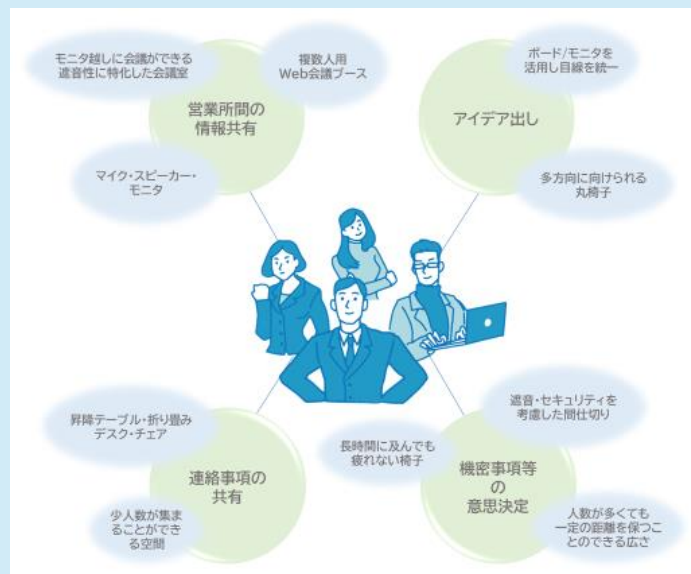 モニタ越しに会議ができる
遮音性に特化した会議室
複数人用
Web会議ブース
営業所間の
情報共有
マイク・スピーカー・
モニタ
ボード/モニタを
活用し目線を統一
アイデア出し
多方向に向けられる
丸椅子
昇降テーブル・折り畳み
デスク・チェア
連絡事項の
共有
少人数が集ま
ることができ
る空間
遮音・セキュリティを
考慮した間仕切り
長時間に及んでも
疲れない椅子
機密事項等
の
意思決定
人数が多くても
一定の距離を保つこ
とのできる広さ